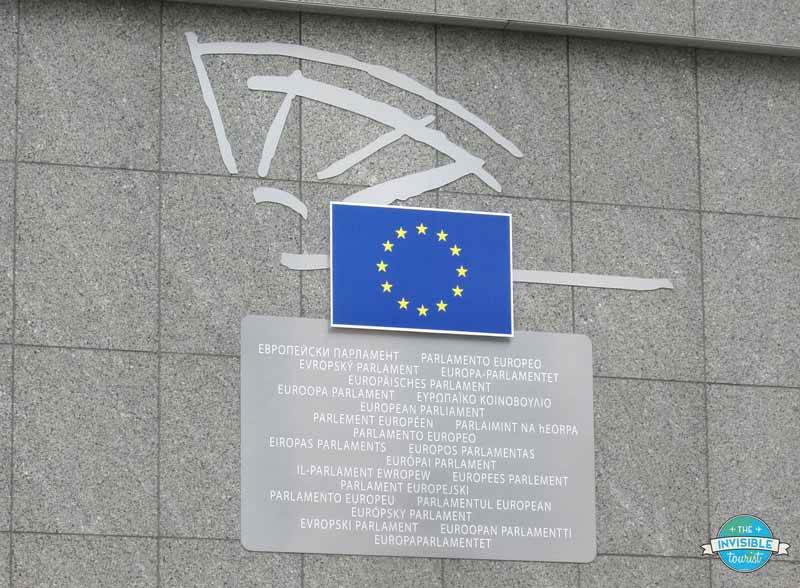 ЕВРОПЕЙСКИ ПАРЛАМЕНТ PARLAMENTO EUROPEO
EVROPSKÝ PARLAMENT EUROPA-PARLAMENTET
EUROPÄISCHES PARLAMENT
EUROOPA PARLAMENT ΕΥΡΩΠΑΪΚΟ ΚΟΙΝΟΒΟΥΛΙΟ
EUROPEAN PARLIAMENT
PARLEMENT EUROPÉEN PARLAIMINT NA hEORPA
PARLAMENTO EUROPEO
EIROPAS PARLAMENTS EUROPOS PARLAMENTAS
EURÓPAI PARLAMENT
IL-PARLAMENT EWROPEW EUROPEES PARLEMENT
PARLAMENT EUROPEJSKI
PARLAMENTO EUROPEU PARLAMENTUL EUROPEAN
EURÓPSKY PARLAMENT
EVROPSKI PARLAMENT EUROOPAN PARLAMENTTI
EUROPAPARLAMENTET
THE
INVISIBLE
tourist